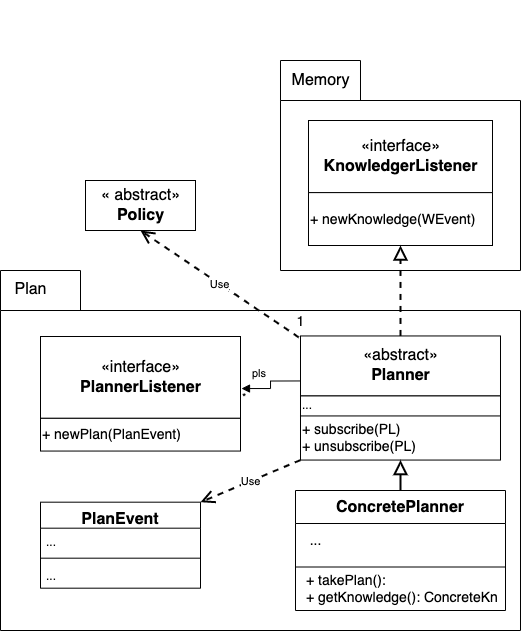 Memory
«interface»
KnowledgerListener
+ newKnowledge(WEvent)
« abstract»
Policy
Use
Plan
1
«interface»
PlannerListener
+ newPlan(PlanEvent)
pls
«abstract»
Planner
...
+ subscribe(PL)
+ unsubscribe(PL)
Use
PlanEvent
...
...
ConcretePlanner
...
+ takePlan():
+ getKnowledge(): ConcreteKn